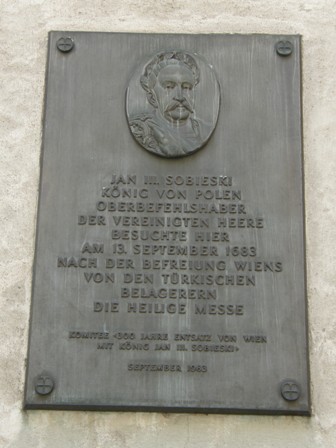 JAN III. SOBIESKI
KÖNIG VON POLEN
OBERBEFEHLSHABER
DER VEREINIGTEN HEERE
BESUCHTE HIER
AM 13. SEPTEMBER 1683
NACH DER BEFREIUNG WIENS
VON DEN TÜRKISCHEN
BELAGERERN
DIE HEILIGE MESSE
KOMITEE »300 JAHRE ENTSATZ VON WIEN
MIT KÖNIG JAN III. SOBIESKI«
SEPTEMBER 1983